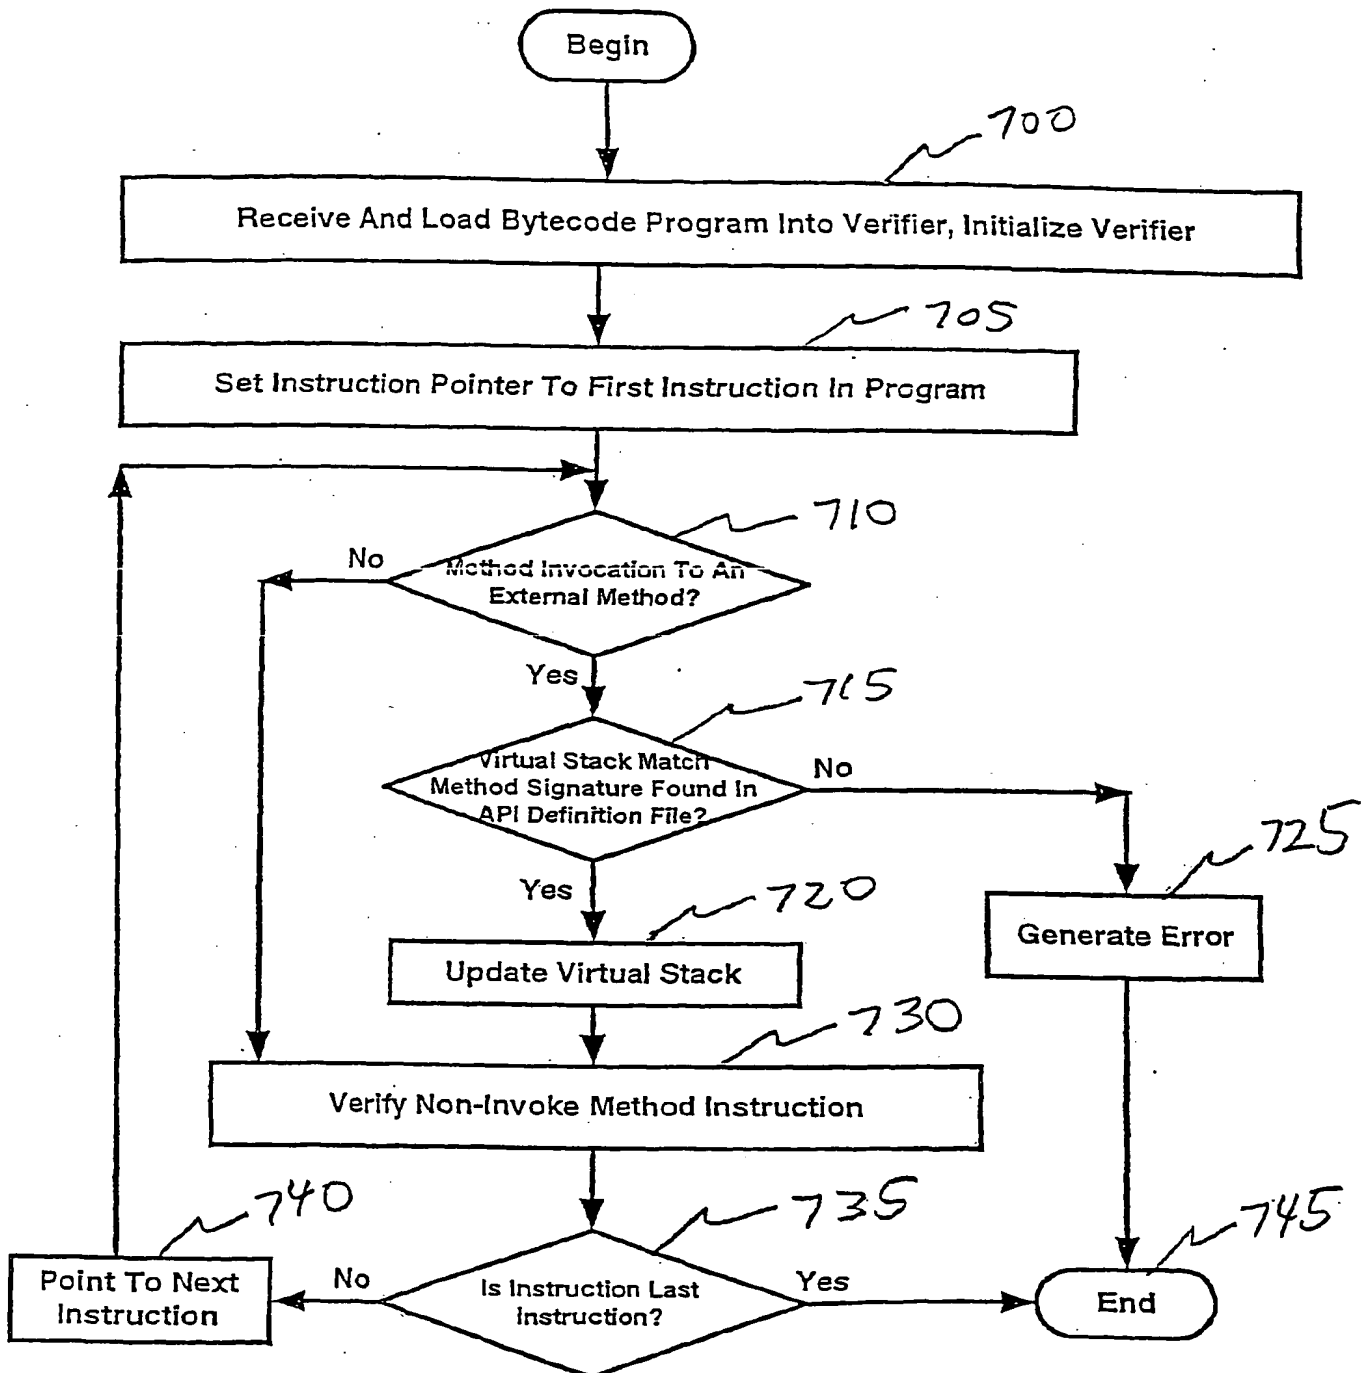 Begin
700
Receive And Load Bytecode Program Into Verifier, Initialize Verifier
705
Set Instruction Pointer To First Instruction In Program
710
No
Method Invocation To An
External Method?
Yes
715
Virtual Stack Match
Method Signature Found In
API Definition File?
No
725
Yes
720
Generate Error
Update Virtual Stack
730
Verify Non-Invoke Method Instruction
740
735
745
Point To Next
Instruction
No
Is Instruction Last
Instruction?
Yes
End